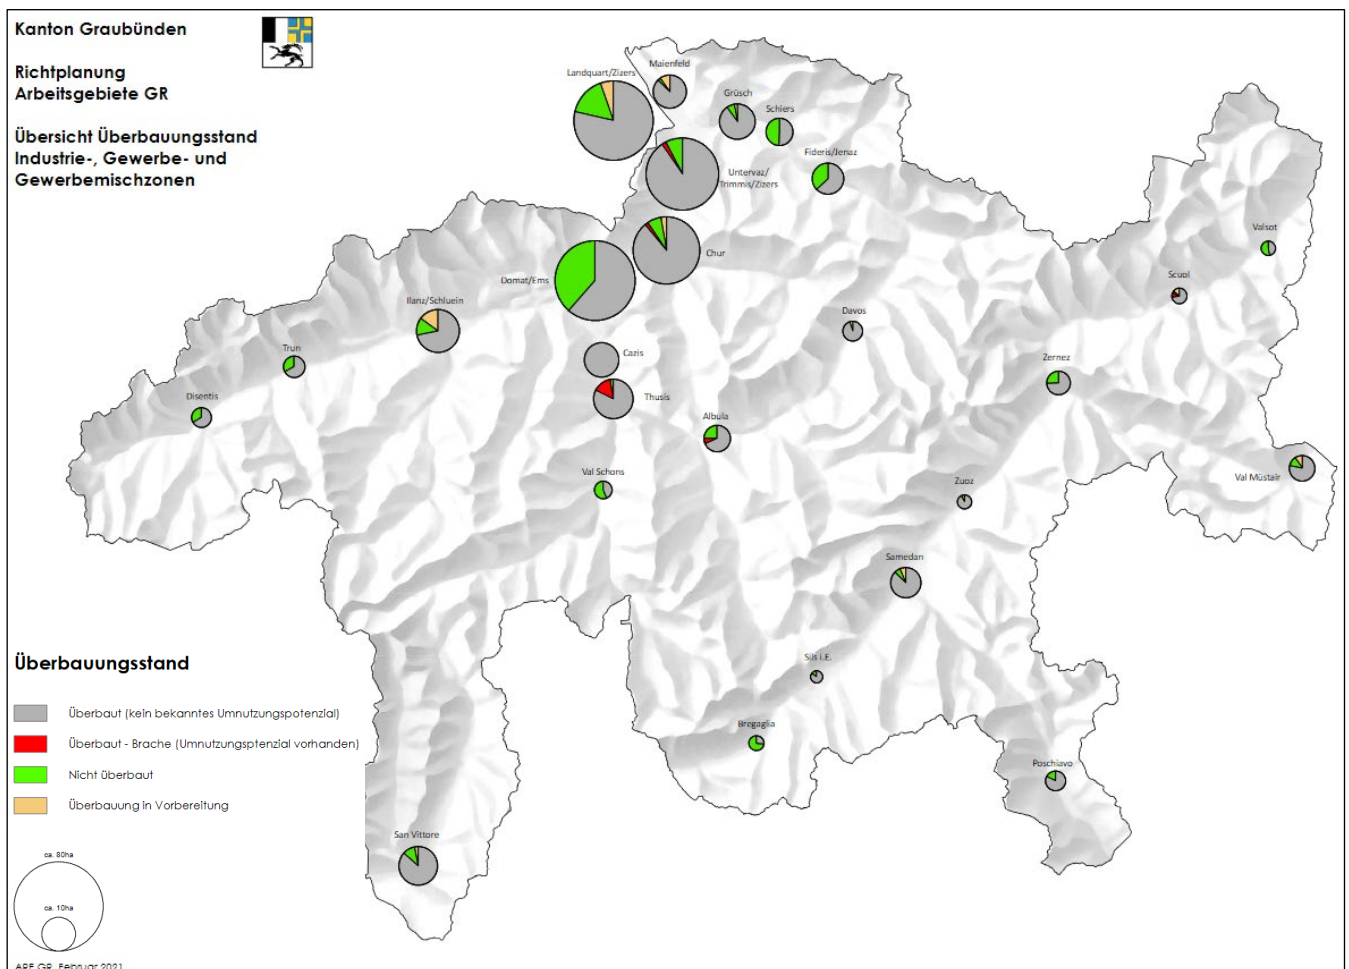 Kanton Graubünden
Richtplanung
Arbeitsgebiete GR
Übersicht Überbauungsstand
Industrie-, Gewerbe- und
Gewerbemischzonen
Landquart/Zizers
Maienfeld
Grüsch
Schiers
Fideris/Jenaz
Untervaz/
Trimmis/Zizers
Chur
Domat/Ems
Ilanz/Schluein
Trun
Disentis
Cazis
Thusis
Albula
Val Schons
Davos
Valsot
Scuol
Zernez
Val Müstair
Zuoz
Samedan
Sils i.E.
Bregaglia
Poschiavo
San Vittore
Überbauungsstand
Überbaut (kein bekanntes Umnutzungspotenzial)
Überbaut - Brache (Umnutzungsptenzial vorhanden)
Nicht überbaut
Überbauung in Vorbereitung
ca. 80ha
ca. 10ha
ARE GR, Februar 2021